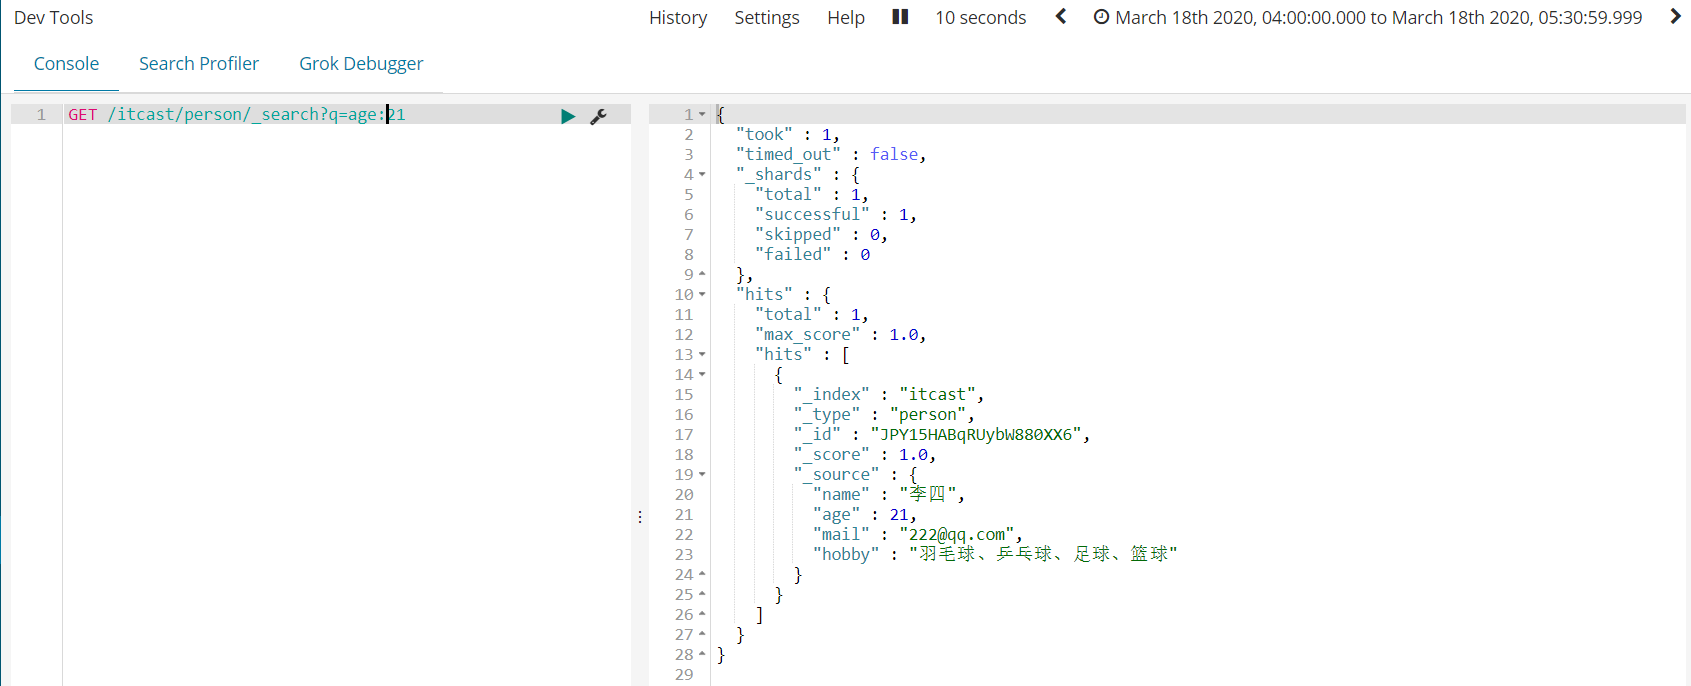 Dev Tools
History Settings Help 10 seconds March 18th 2020, 04:00:00.000 to March 18th 2020, 05:30:59.999
Console Search Profiler Grok Debugger
1 GET /itcast/person/_search?q=age:21
1 {
2 "took" : 1,
3 "timed_out" : false,
4 "_shards" : {
5 "total" : 1,
6 "successful" : 1,
7 "skipped" : 0,
8 "failed" : 0
9 },
10 "hits" : {
11 "total" : 1,
12 "max_score" : 1.0,
13 "hits" : [
14 {
15 "_index" : "itcast",
16 "_type" : "person",
17 "_id" : "JPY15HABqRUybW880XX6",
18 "_score" : 1.0,
19 "_source" : {
20 "name" : "李四",
21 "age" : 21,
22 "mail" : "222@qq.com",
23 "hobby" : "羽毛球、乒乓球、足球、篮球"
24 }
25 }
26 ]
27 }
28 }
29